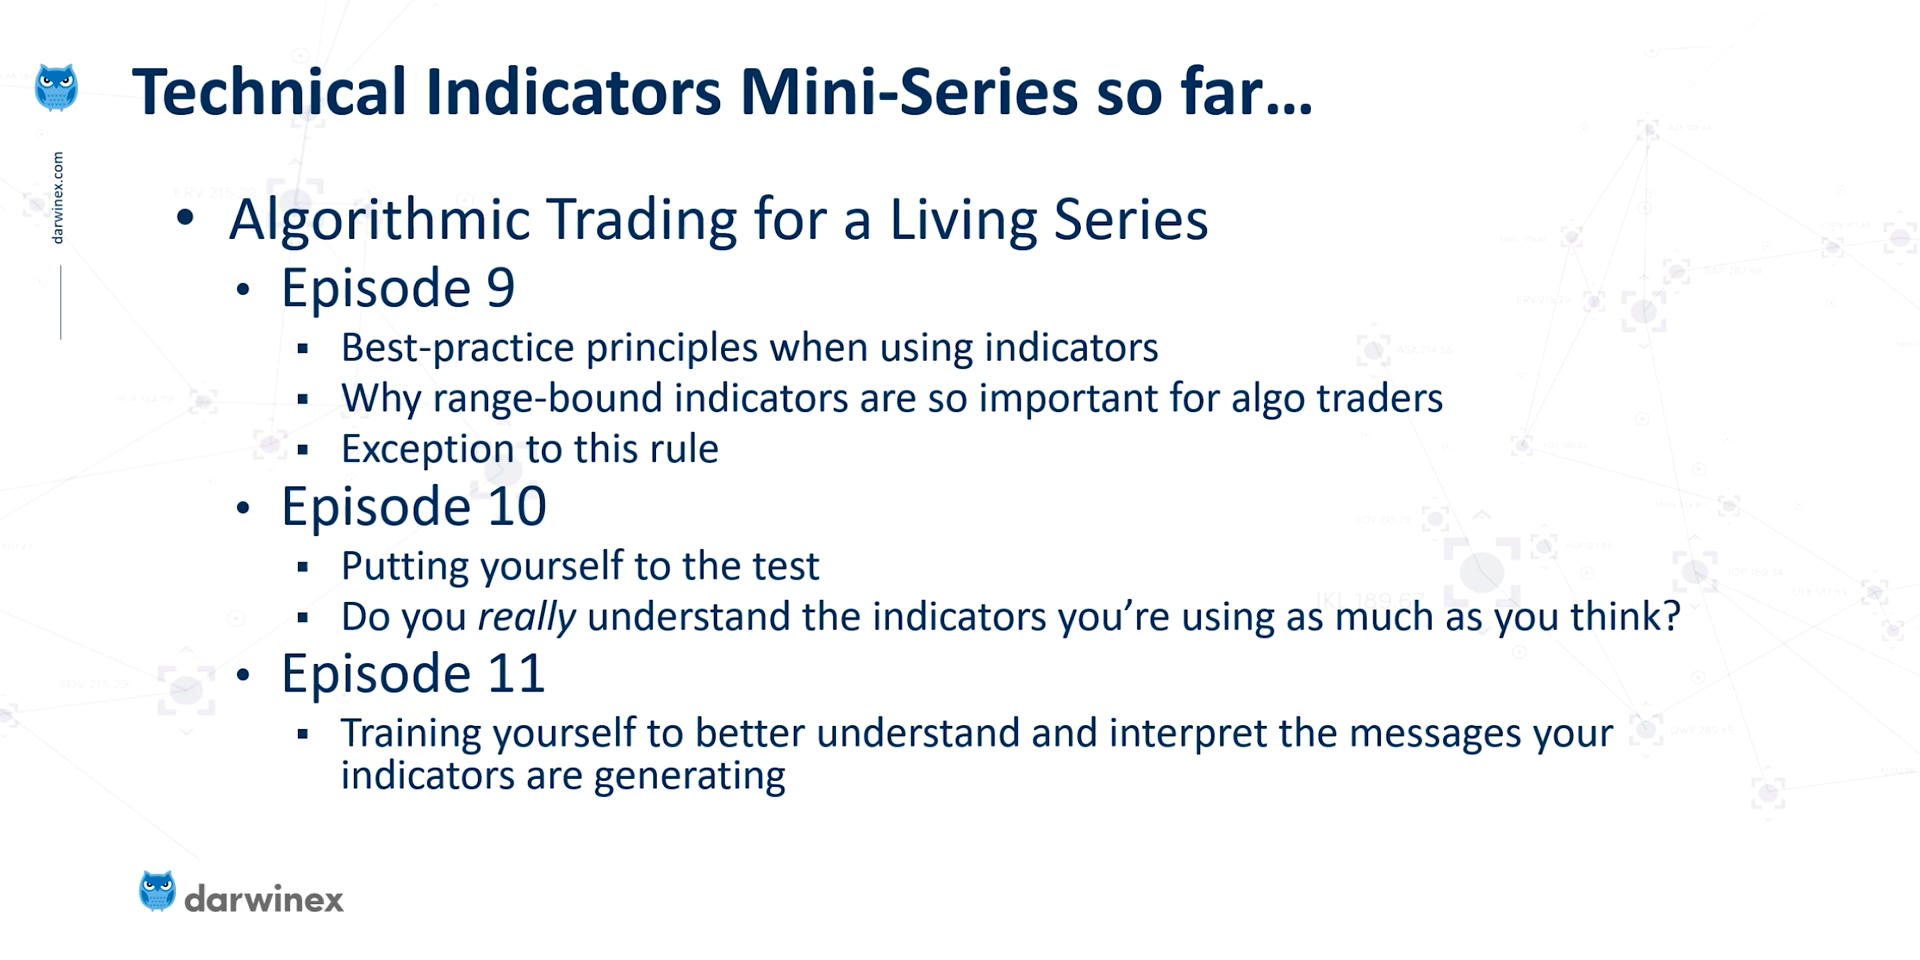 Technical Indicators Mini-Series so far...
darwinex.com
• Algorithmic Trading for a Living Series
• Episode 9
▪ Best-practice principles when using indicators
▪ Why range-bound indicators are so important for algo traders
▪ Exception to this rule
• Episode 10
▪ Putting yourself to the test
▪ Do you really understand the indicators you’re using as much as you think?
• Episode 11
▪ Training yourself to better understand and interpret the messages your
indicators are generating
darwinex